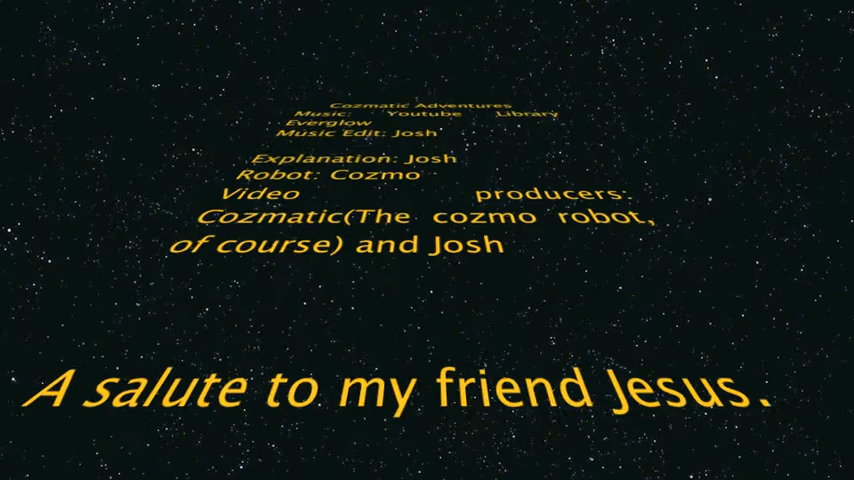 Cozmatic Adventures
Music: Youtube Library
Everglow
Music Edit: Josh
Explanation: Josh
Robot: Cozmo
Video producers:
Cozmatic(The cozmo robot,
of course) and Josh
A salute to my friend Jesus.